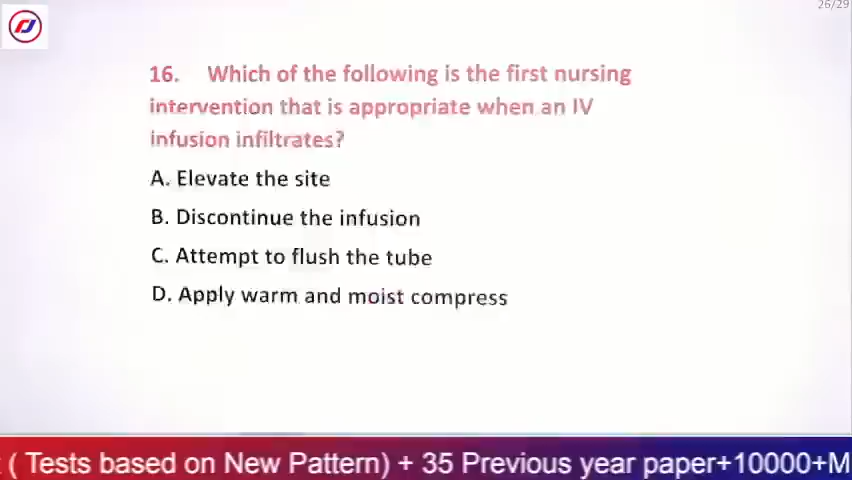 26/29
16. Which of the following is the first nursing
intervention that is appropriate when an IV
infusion infiltrates?
A. Elevate the site
B. Discontinue the infusion
C. Attempt to flush the tube
D. Apply warm and moist compress
( Tests based on New Pattern) + 35 Previous year paper+10000+M